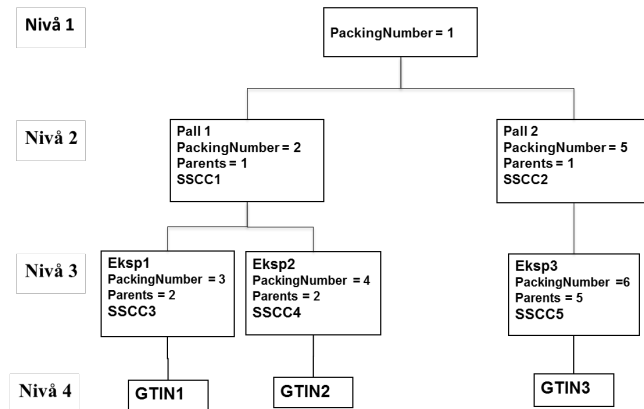 Nivå 1
PackingNumber = 1
Nivå 2
Pall 1
PackingNumber = 2
Parents = 1
SSCC1
Pall 2
PackingNumber = 5
Parents = 1
SSCC2
Nivå 3
Eksp1
PackingNumber = 3
Parents = 2
SSCC3
Eksp2
PackingNumber = 4
Parents = 2
SSCC4
Eksp3
PackingNumber =6
Parents = 5
SSCC5
Nivå 4
GTIN1
GTIN2
GTIN3